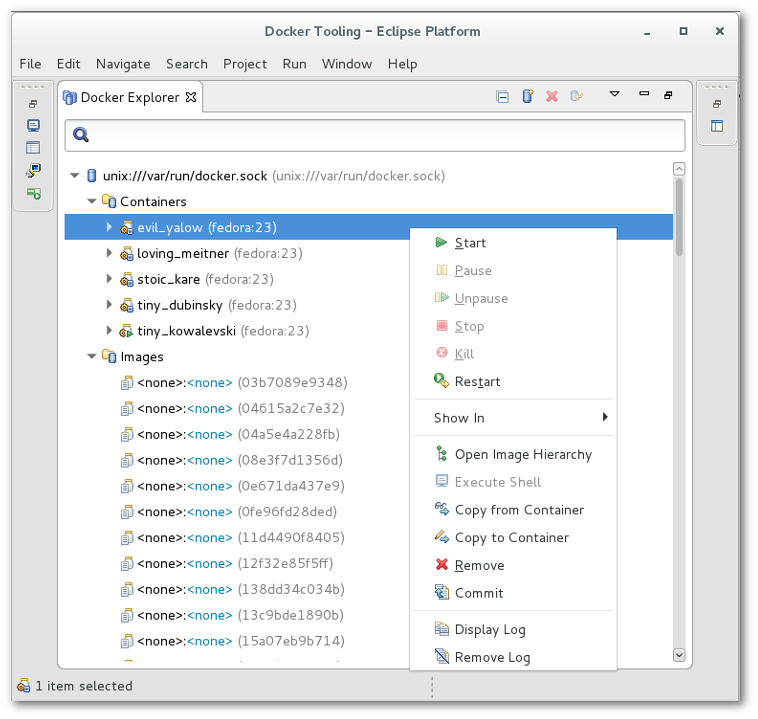 Docker Tooling – Eclipse Platform
File Edit Navigate Search Project Run Window Help
Docker Explorer
unix:///var/run/docker.sock (unix:///var/run/docker.sock)
Containers
evil_yalow (fedora:23)
loving_meitner (fedora:23)
stoic_kare (fedora:23)
tiny_dubinsky (fedora:23)
tiny_kowalevski (fedora:23)
Images
<none>:<none> (03b7089e9348)
<none>:<none> (04615a2c7e32)
<none>:<none> (04a5e4a228fb)
<none>:<none> (08e3f7d1356d)
<none>:<none> (0e671da437e9)
<none>:<none> (0fe96fd28ded)
<none>:<none> (11d4490f8405)
<none>:<none> (12f32e85f5ff)
<none>:<none> (138dd34c034b)
<none>:<none> (13c9bde1890b)
<none>:<none> (15a07eb9b714)
Start
Pause
Unpause
Stop
Kill
Restart
Show In
Open Image Hierarchy
Execute Shell
Copy from Container
Copy to Container
Remove
Commit
Display Log
Remove Log
1 item selected